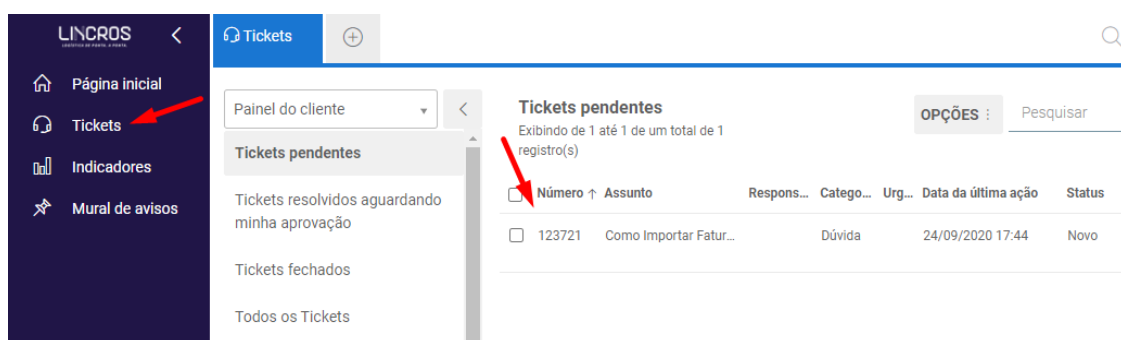 LINCROS
Tickets
Página inicial
Tickets
Indicadores
Mural de avisos
Painel do cliente
Tickets pendentes
Tickets resolvidos aguardando
minha aprovação
Tickets fechados
Todos os Tickets
Tickets pendentes
Exibindo de 1 até 1 de um total de 1
registro(s)
OPÇÕES
Pesquisar
Número ↑ Assunto Respons... Catego... Urg... Data da última ação Status
123721 Como Importar Fatur... Dúvida 24/09/2020 17:44 Novo